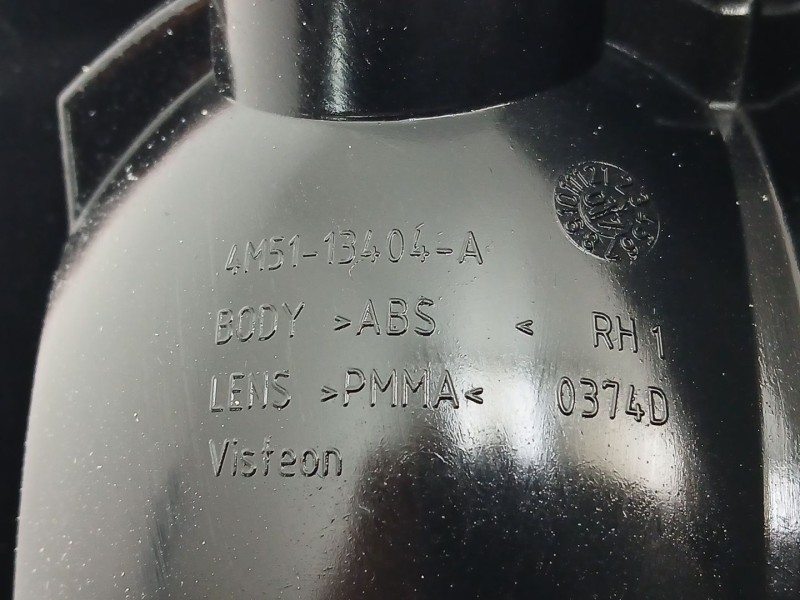 4M51-13404-A
BODY >ABS < RH 1
LENS >PMMA< 0374D
Visteon